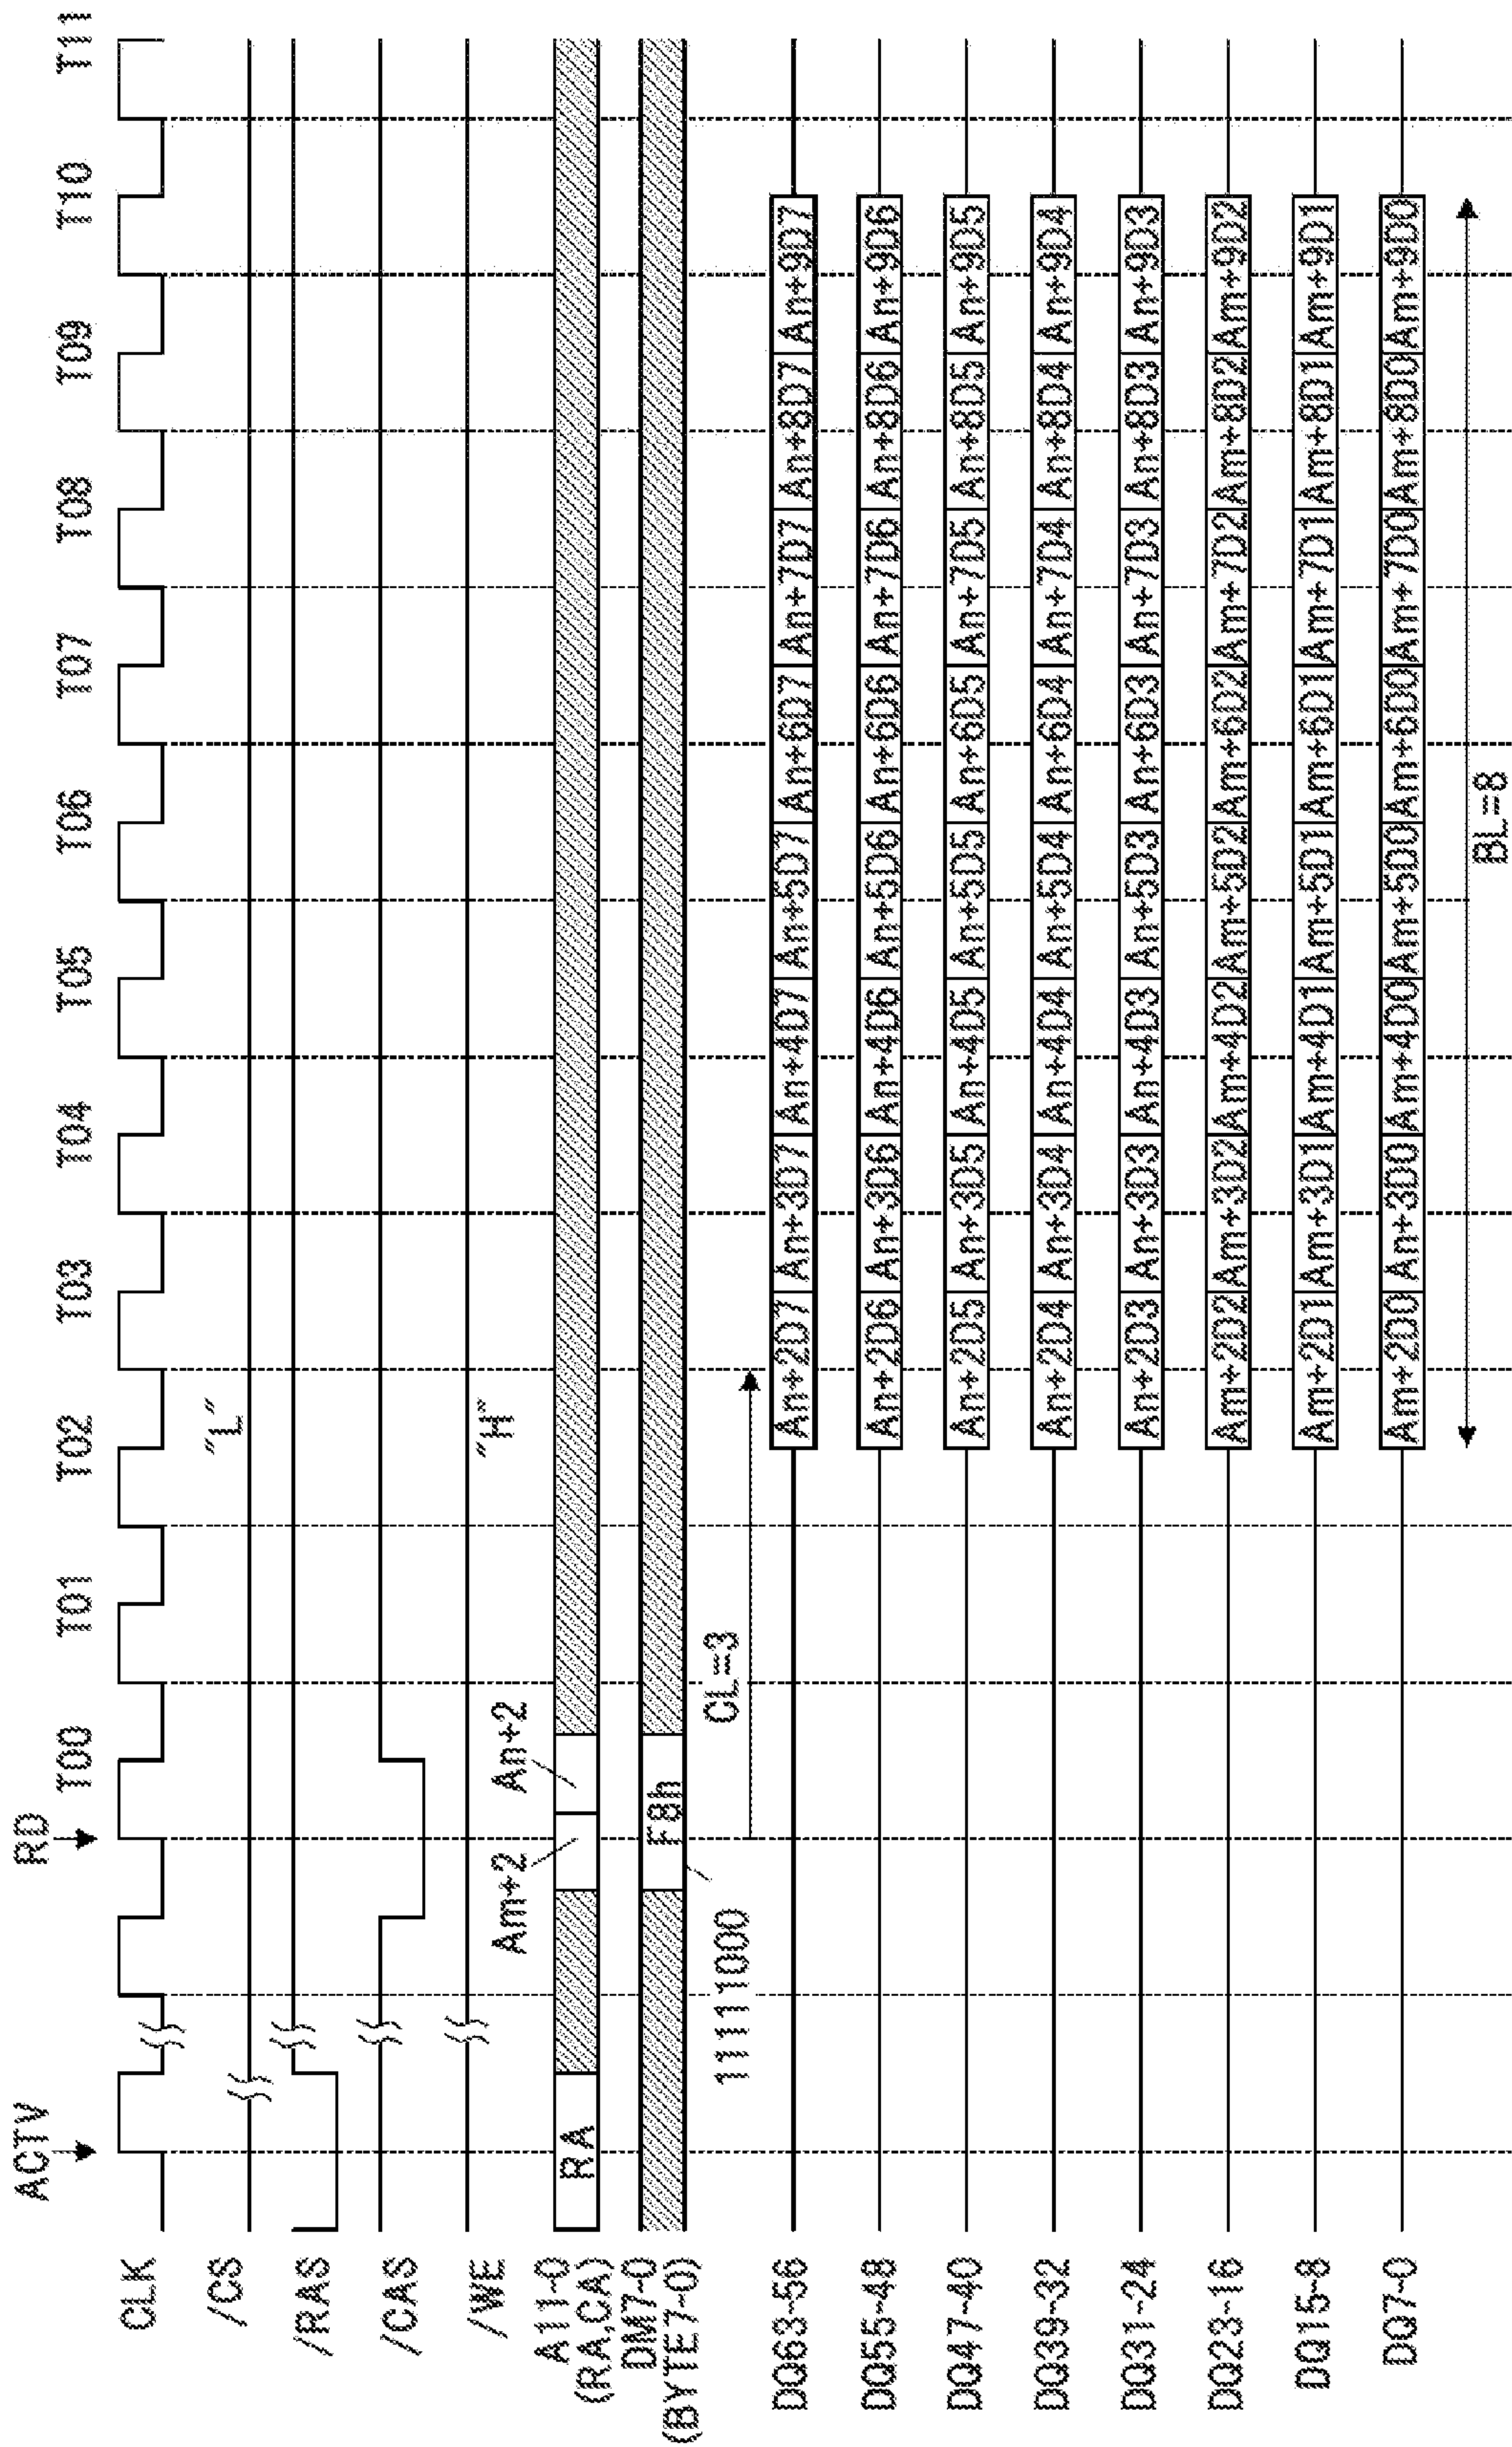 ACTV RD
T00 T01 T02 T03 T04 T05 T06 T07 T08 T09 T10 T11
CLK
/CS "L"
/RAS
/CAS
/WE "H"
Am+2 An+2
A11-0
(RA,CA) RA
DM7-0
(BYTE7-0) F8h
11111000 CL=3
DQ63-56 An+2D7 An+3D7 An+4D7 An+5D7 An+6D7 An+7D7 An+8D7 An+9D7
DQ55-48 An+2D6 An+3D6 An+4D6 An+5D6 An+6D6 An+7D6 An+8D6 An+9D6
DQ47-40 An+2D5 An+3D5 An+4D5 An+5D5 An+6D5 An+7D5 An+8D5 An+9D5
DQ39-32 An+2D4 An+3D4 An+4D4 An+5D4 An+6D4 An+7D4 An+8D4 An+9D4
DQ31-24 An+2D3 An+3D3 An+4D3 An+5D3 An+6D3 An+7D3 An+8D3 An+9D3
DQ23-16 Am+2D2 Am+3D2 Am+4D2 Am+5D2 Am+6D2 Am+7D2 Am+8D2 Am+9D2
DQ15-8 Am+2D1 Am+3D1 Am+4D1 Am+5D1 Am+6D1 Am+7D1 Am+8D1 Am+9D1
DQ7-0 Am+2D0 An+3D0 Am+4D0 Am+5D0 Am+6D0 Am+7D0 Am+8D0 Am+9D0
BL=8